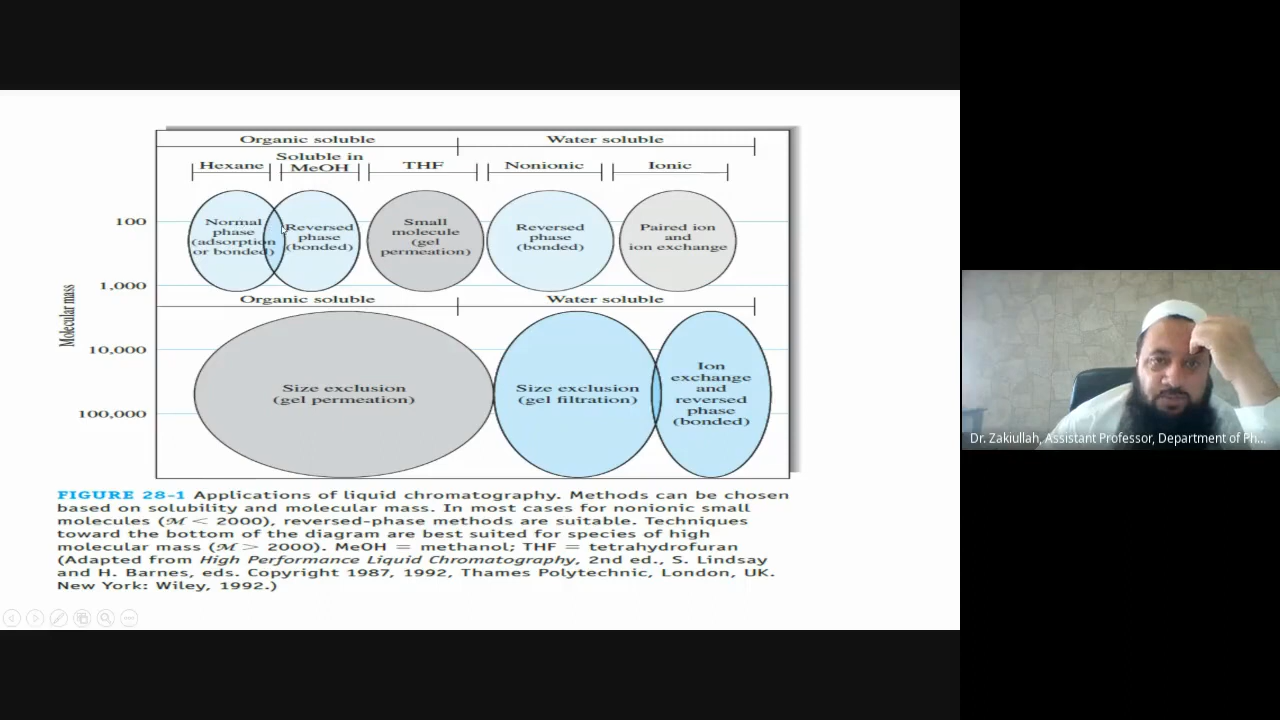 Organic soluble
Water soluble
Hexane
Soluble in
MeOH
THF
Nonionic
Ionic
100
1,000
10,000
100,000
Molecular mass
Normal
phase
(adsorption
or bonded)
Reversed
phase
(bonded)
Small
molecule
(gel
permeation)
Reversed
phase
(bonded)
Paired ion
and
ion exchange
Organic soluble
Water soluble
Size exclusion
(gel permeation)
Size exclusion
(gel filtration)
Ion
exchange
and
reversed
phase
(bonded)
FIGURE 28-1 Applications of liquid chromatography. Methods can be chosen
based on solubility and molecular mass. In most cases for nonionic small
molecules (ℳ < 2000), reversed-phase methods are suitable. Techniques
toward the bottom of the diagram are best suited for species of high
molecular mass (ℳ > 2000). MeOH = methanol; THF = tetrahydrofuran
(Adapted from High Performance Liquid Chromatography, 2nd ed., S. Lindsay
and H. Barnes, eds. Copyright 1987, 1992, Thames Polytechnic, London, UK.
New York: Wiley, 1992.)
Dr. Zakiullah, Assistant Professor, Department of Ph...